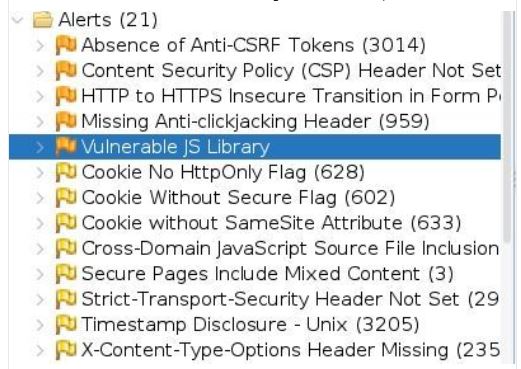 Alerts (21)
Absence of Anti-CSRF Tokens (3014)
Content Security Policy (CSP) Header Not Set
HTTP to HTTPS Insecure Transition in Form
Missing Anti-clickjacking Header (959)
Vulnerable JS Library
Cookie No HttpOnly Flag (628)
Cookie Without Secure Flag (602)
Cookie without SameSite Attribute (633)
Cross-Domain JavaScript Source File Inclusion
Secure Pages Include Mixed Content (3)
Strict-Transport-Security Header Not Set (29
Timestamp Disclosure - Unix (3205)
X-Content-Type-Options Header Missing (235